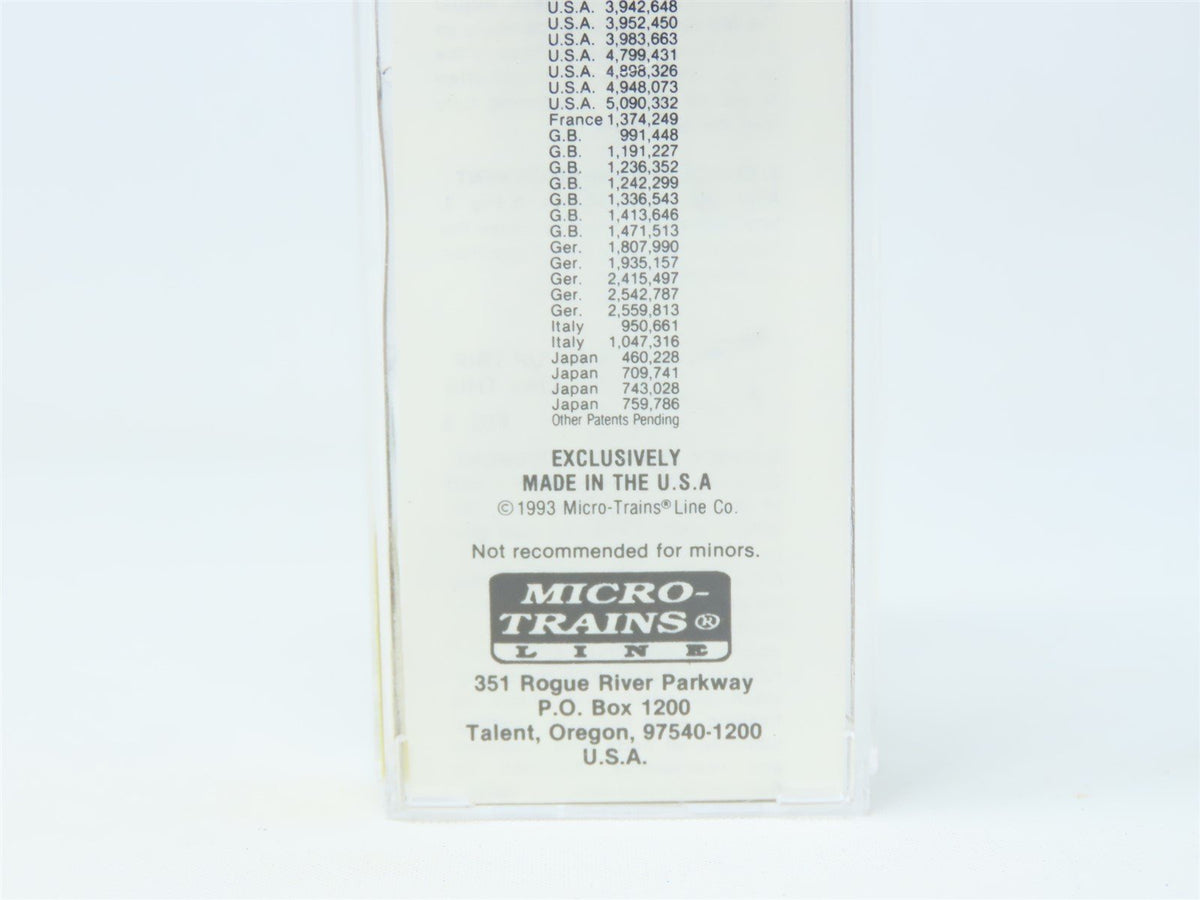 U.S.A. 3,942,648
U.S.A. 3,952,450
U.S.A. 3,983,663
U.S.A. 4,799,431
U.S.A. 4,898,326
U.S.A. 4,948,073
U.S.A. 5,090,332
France 1,374,249
G.B. 991,448
G.B. 1,191,227
G.B. 1,236,352
G.B. 1,242,299
G.B. 1,336,543
G.B. 1,413,646
G.B. 1,471,513
Ger. 1,807,990
Ger. 1,935,157
Ger. 2,415,497
Ger. 2,542,787
Ger. 2,559,813
Italy 950,661
Italy 1,047,316
Japan 460,228
Japan 709,741
Japan 743,028
Japan 759,786
Other Patents Pending
EXCLUSIVELY
MADE IN THE U.S.A
©1993 Micro-Trains® Line Co.
Not recommended for minors.
MICRO-
TRAINS®
LINE
351 Rogue River Parkway
P.O. Box 1200
Talent, Oregon, 97540-1200
U.S.A.